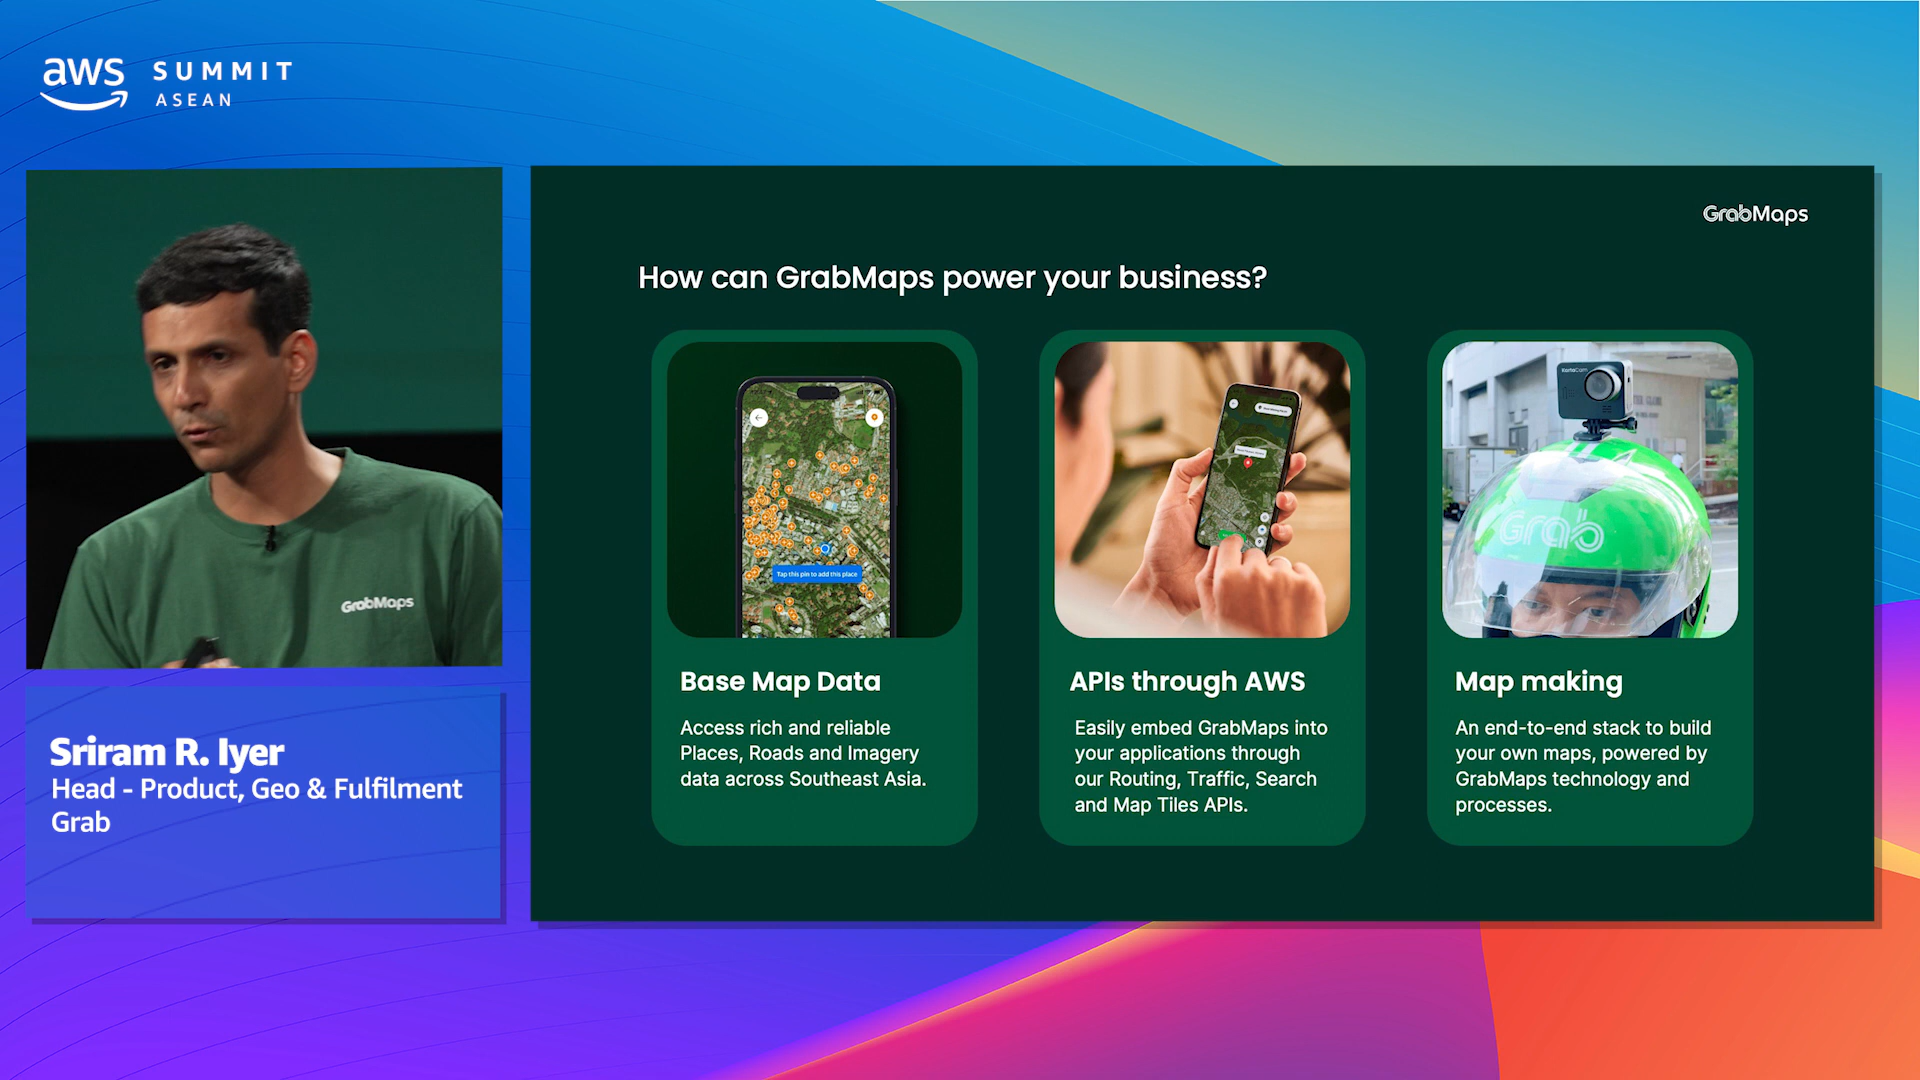 aws SUMMIT
ASEAN
GrabMaps
Sriram R. Iyer
Head - Product, Geo & Fulfilment
Grab
GrabMaps
How can GrabMaps power your business?
Tap this pin to add this place
KartaCam
Grab
Base Map Data
Access rich and reliable
Places, Roads and Imagery
data across Southeast Asia.
APIs through AWS
Easily embed GrabMaps into
your applications through
our Routing, Traffic, Search
and Map Tiles APIs.
Map making
An end-to-end stack to build
your own maps, powered by
GrabMaps technology and
processes.